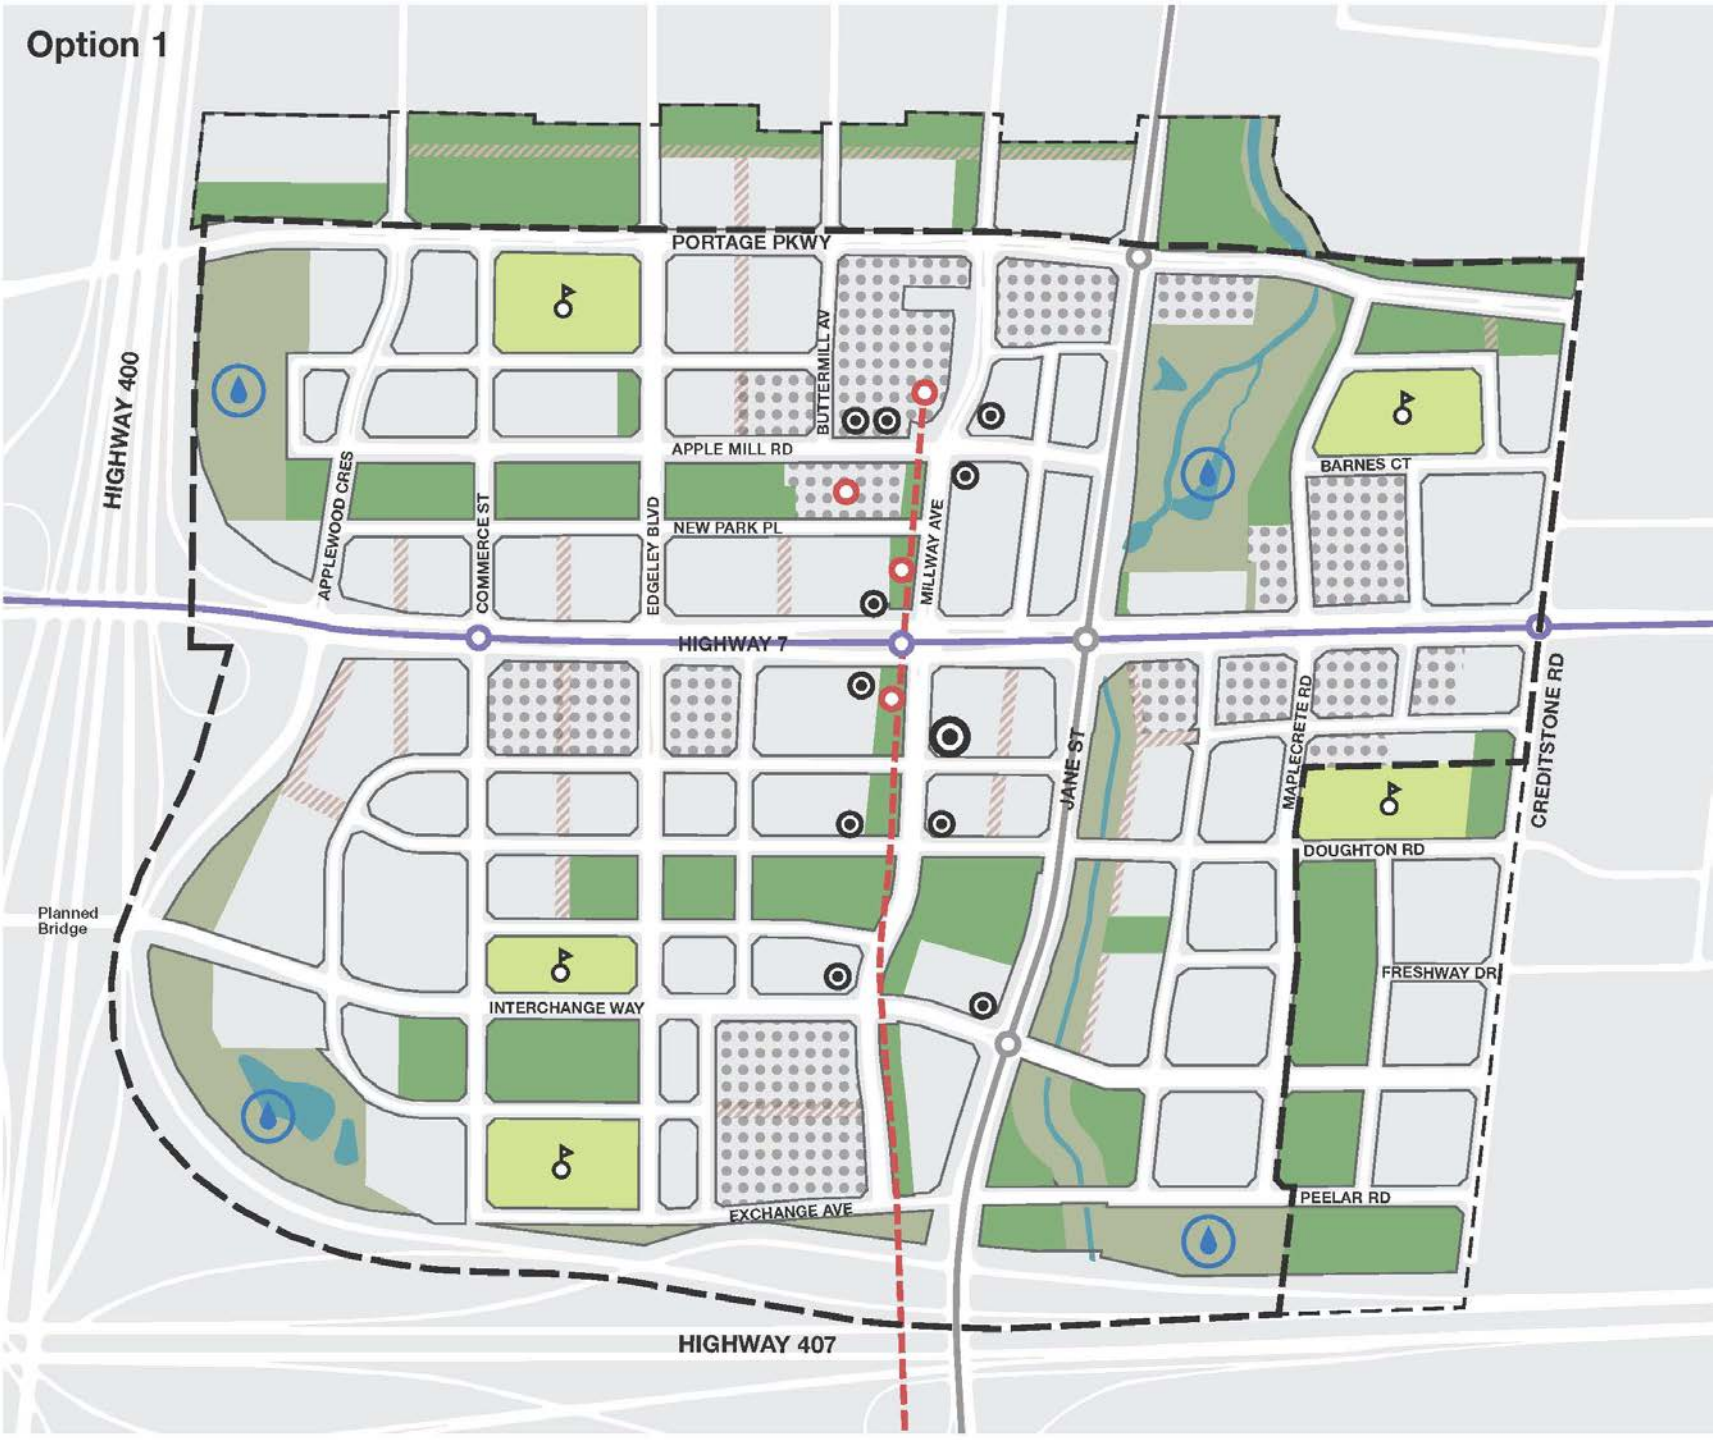 Option 1
PORTAGE PKWY
HIGHWAY 400
BUTTERMILL AV
APPLE MILL RD
BARNES CT
APPLEWOOD CRES
COMMERCE ST
EDGELEY BLVD
NEW PARK PL
MILLWAY AVE
HIGHWAY 7
JANE ST
MAPLECRETE RD
CREDITSTONE RD
DOUGHTON RD
Planned
Bridge
FRESHWAY DR
INTERCHANGE WAY
PEELAR RD
EXCHANGE AVE
HIGHWAY 407